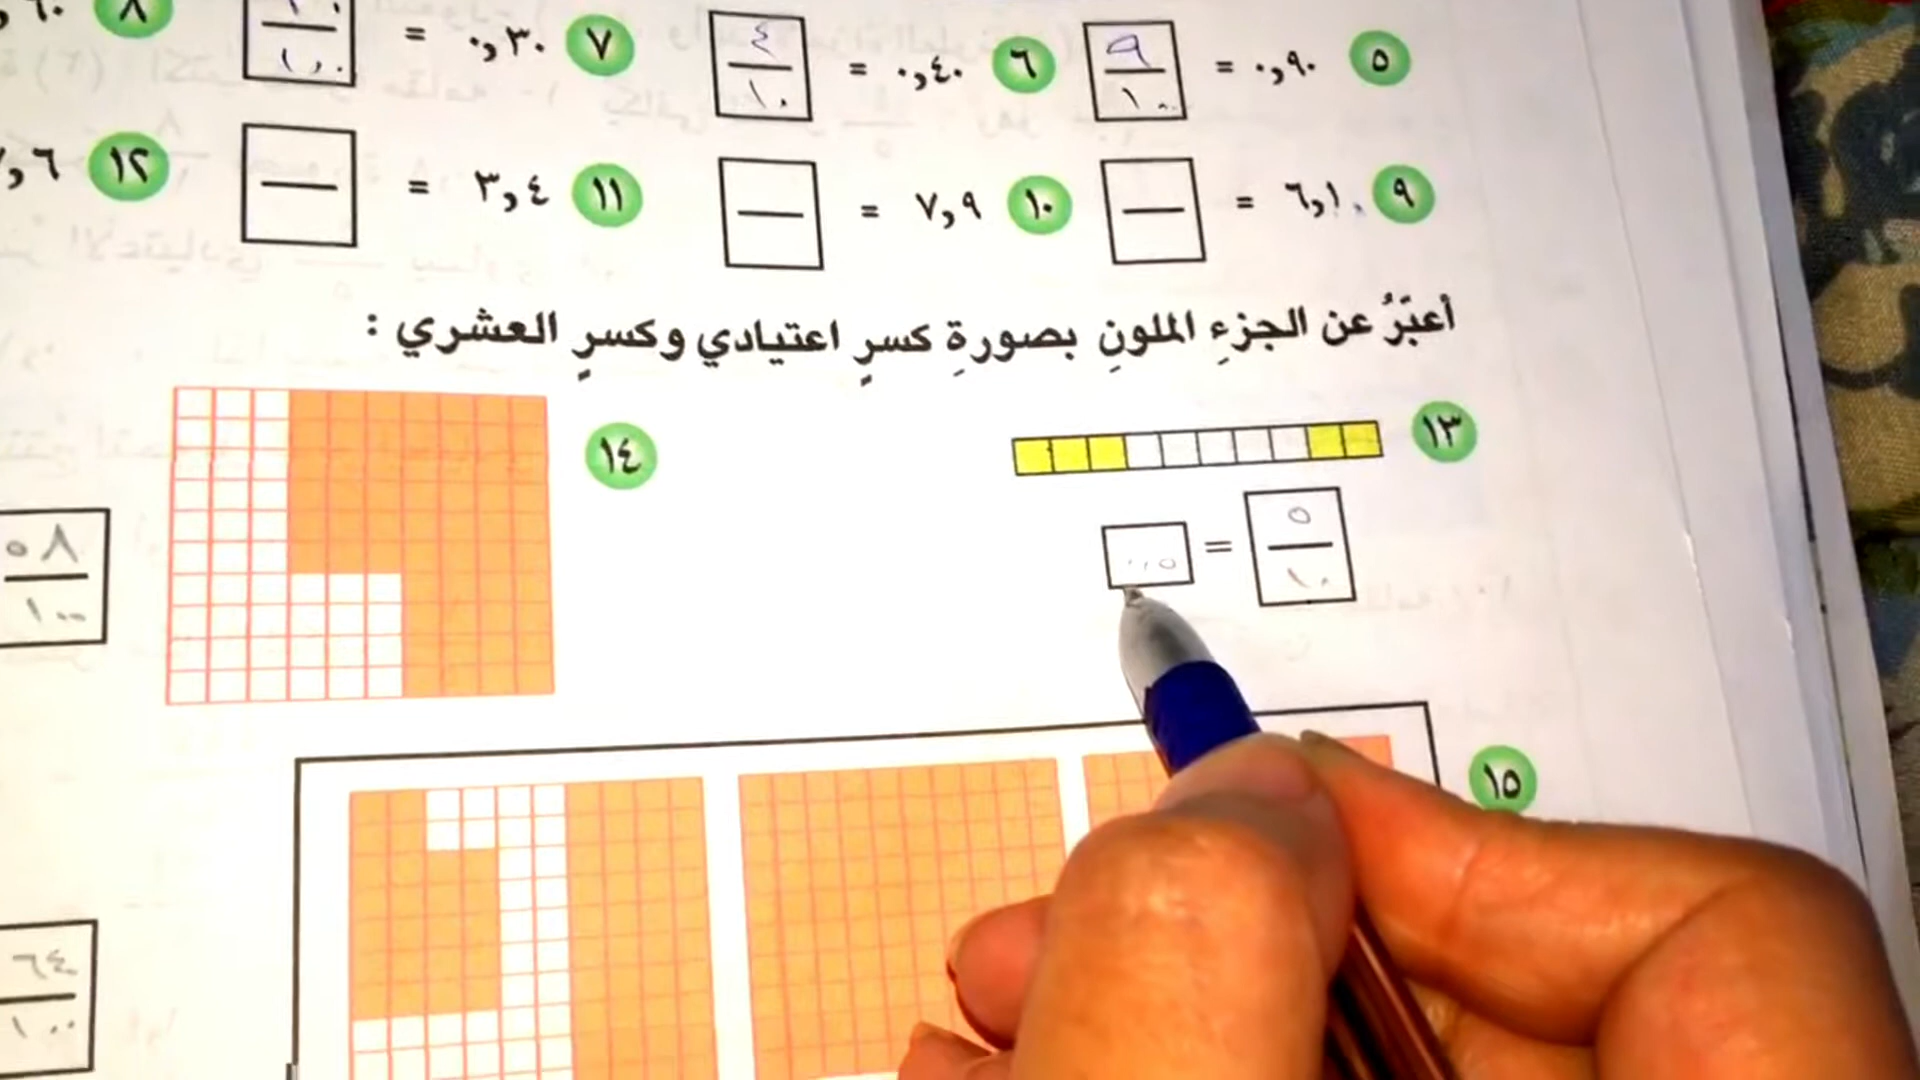 ٥ ٠,٩٠ = ٩/١٠٠ ٦ ٠,٤٠ = ٤/١٠ ٧ ٠,٣٠ = ٨
٩ ٦,١ = ١٠ ٧,٩ = ١١ ٣,٤ = ١٢ ,٦
أعبّرُ عن الجزءِ الملونِ بصورةِ كسرٍ اعتيادي وكسرٍ العشري :
١٣ ١٤
٥/١٠ = ٠,٥
٥٨/١٠٠
١٥
٦٤/١٠٠